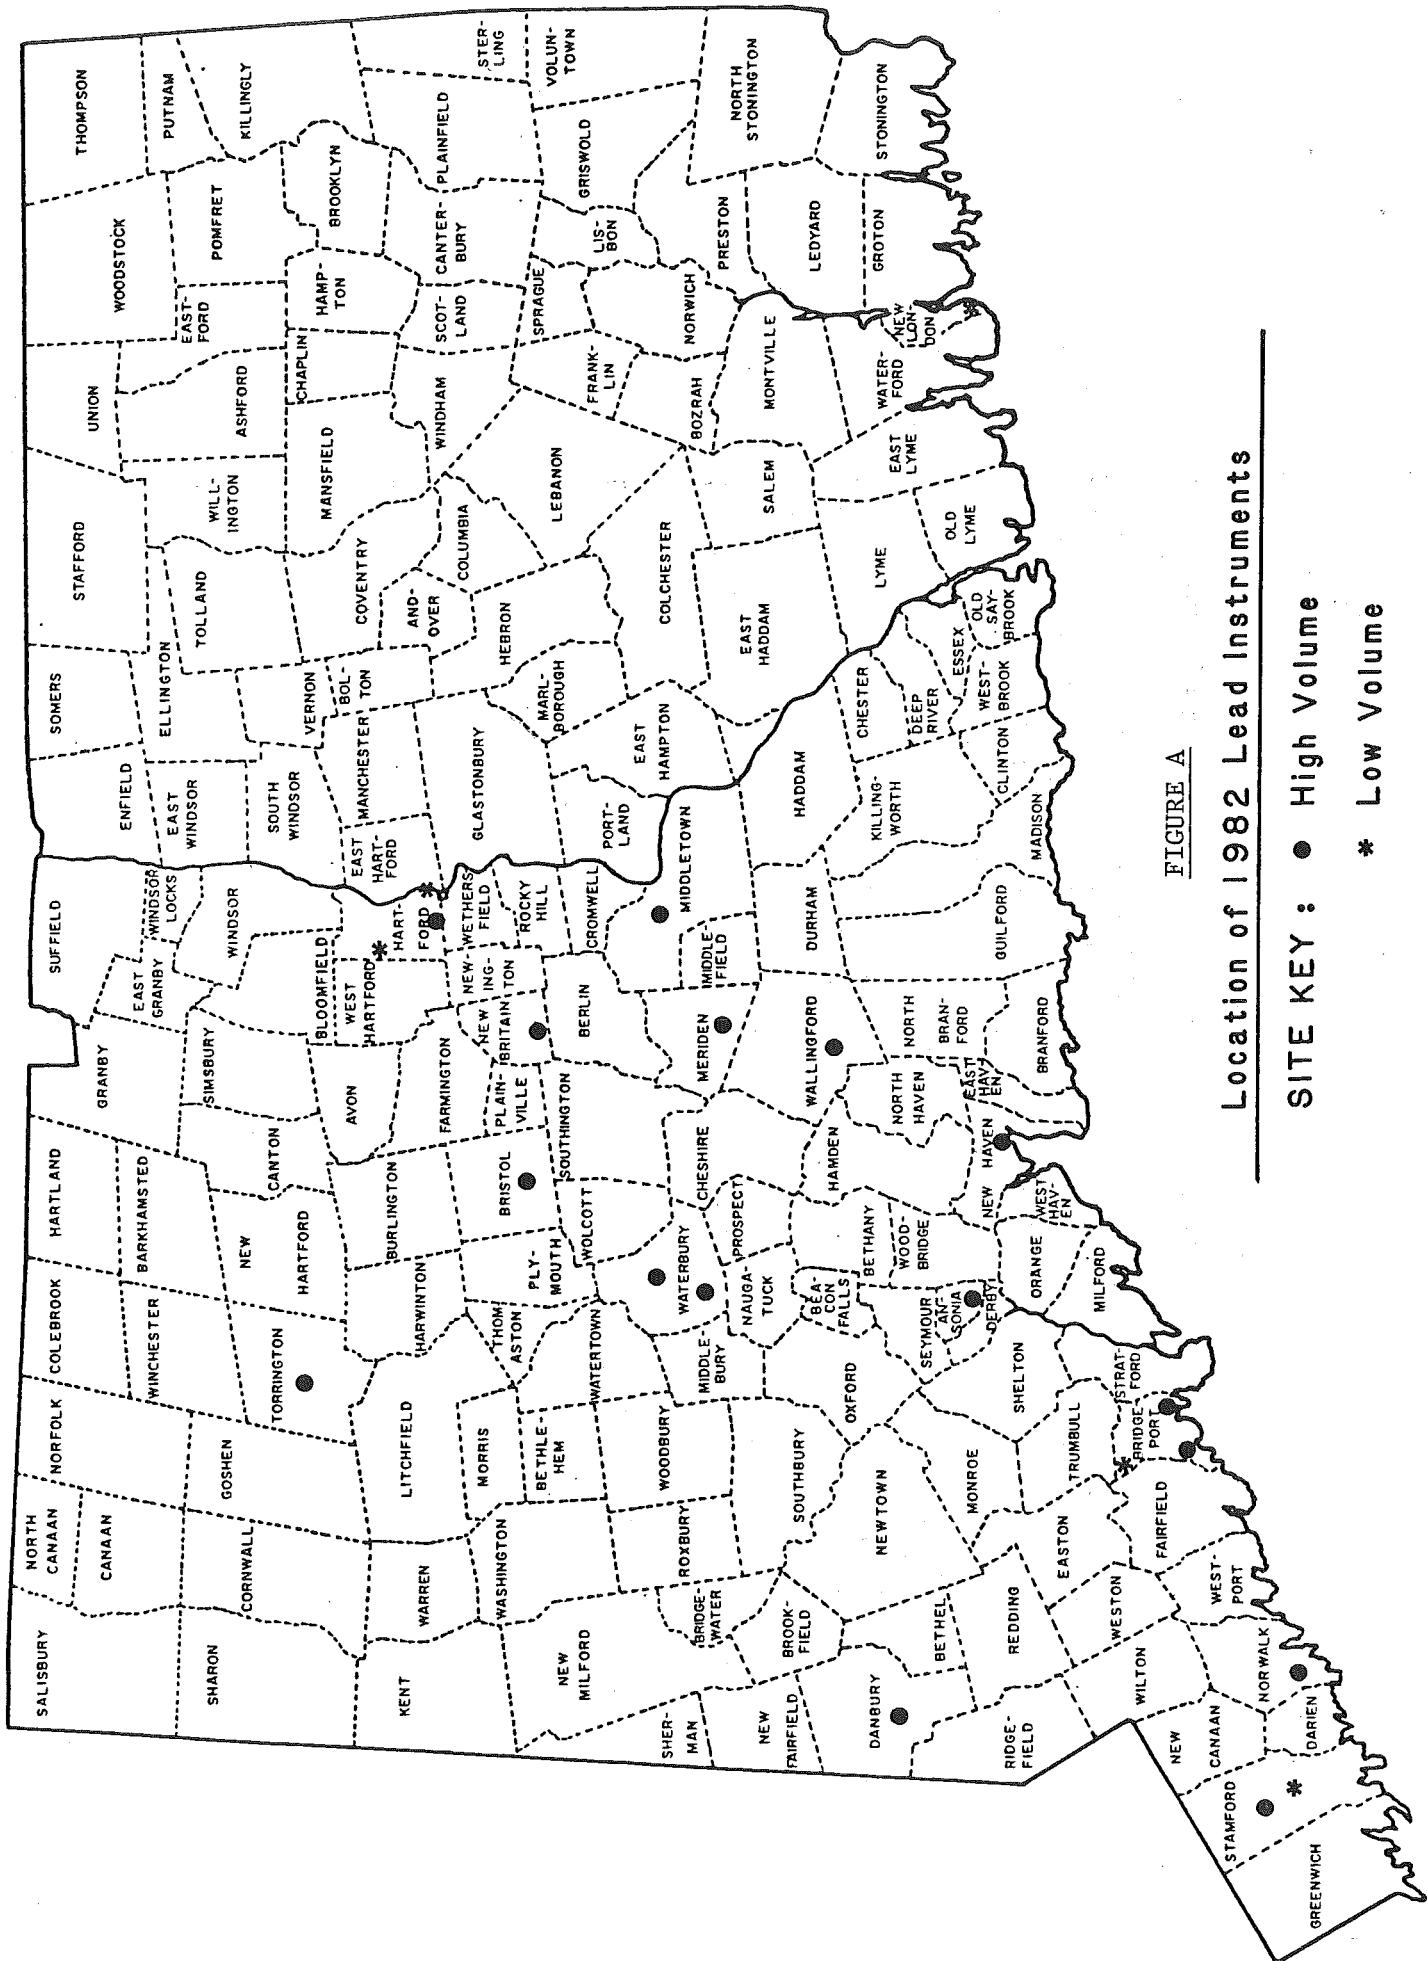 SALISBURY
NORTH
CANAAN
CANAAN
NORFOLK
COLEBROOK
HARTLAND
GRANBY
SUFFIELD
ENFIELD
SOMERS
STAFFORD
UNION
WOODSTOCK
THOMPSON
PUTNAM
SHARON
CORNWALL
GOSHEN
WINCHESTER
BARKHAMSTED
TORRINGTON
NEW
HARTFORD
CANTON
SIMSBURY
EAST
GRANBY
WINDSOR
LOCKS
WINDSOR
EAST
WINDSOR
ELLINGTON
SOUTH
WINDSOR
VERNON
TOLLAND
WILL-
INGTON
ASHFORD
EAST-
FORD
POMFRET
KILLINGLY
KENT
WARREN
LITCHFIELD
HARWINTON
BURLINGTON
AVON
BLOOMFIELD
WEST
HARTFORD
HART-
FORD
*
*
EAST
HART-
FORD
MANCHESTER
BOL-
TON
COVENTRY
AND-
OVER
MANSFIELD
CHAPLIN
HAMP-
TON
BROOKLYN
NEW
MILFORD
WASHINGTON
MORRIS
BETHLE-
HEM
THOM
ASTON
PLY-
MOUTH
BRISTOL
FARMINGTON
PLAIN-
VILLE
NEW
BRITAIN
NEW-
ING-
TON
WETHERS
FIELD
ROCKY
HILL
GLASTONBURY
HEBRON
MARL-
BOROUGH
COLUMBIA
LEBANON
WINDHAM
SCOT-
LAND
CANTER-
BURY
PLAINFIELD
STER-
LING
VOLUN-
TOWN
SHER-
MAN
BRIDGE-
WATER
ROXBURY
WOODBURY
WATERTOWN
WOLCOTT
SOUTHINGTON
BERLIN
CROMWELL
PORT-
LAND
EAST
HAMPTON
COLCHESTER
BOZRAH
FRANK-
LIN
SPRAGUE
NORWICH
LIS-
BON
GRISWOLD
NEW
FAIRFIELD
BROOK-
FIELD
SOUTHBURY
MIDDLE-
BURY
WATERBURY
NAUGA-
TUCK
PROSPECT
CHESHIRE
MERIDEN
MIDDLE-
FIELD
MIDDLETOWN
EAST
HADDAM
SALEM
MONTVILLE
PRESTON
NORTH
STONINGTON
DANBURY
BETHEL
NEWTOWN
OXFORD
BEA-
CON
FALLS
BETHANY
HAMDEN
WALLINGFORD
DURHAM
HADDAM
CHESTER
LYME
LEDYARD
RIDGE-
FIELD
REDDING
MONROE
SEYMOUR
AN-
SONIA
DERBY
WOOD-
BRIDGE
NORTH
HAVEN
NORTH
BRAN-
FORD
KILLING-
WORTH
DEEP
RIVER
ESSEX
OLD
LYME
EAST
LYME
WATER-
FORD
NEW
LON-
DON
*
GROTON
STONINGTON
WILTON
WESTON
EASTON
TRUMBULL
SHELTON
ORANGE
NEW
HAVEN
WEST
HAV-
EN
EAST
HAV-
EN
BRANFORD
GUILFORD
MADISON
CLINTON
WEST-
BROOK
OLD
SAY-
BROOK
NEW
CANAAN
NORWALK
WEST-
PORT
FAIRFIELD
BRIDGE-
PORT
*
STRAT-
FORD
MILFORD
GREENWICH
STAMFORD
*
DARIEN
FIGURE A
Location of 1982 Lead Instruments
SITE KEY : ● High Volume
* Low Volume